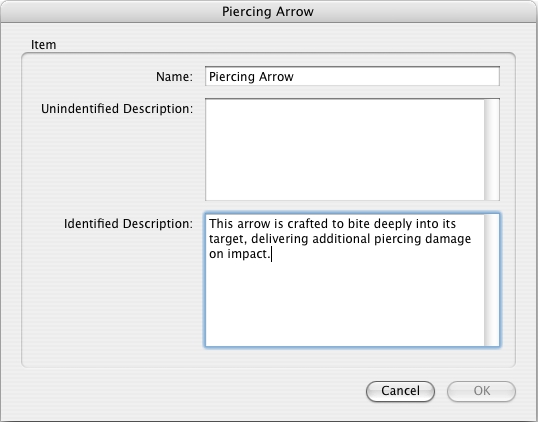 Piercing Arrow
Item
Name: Piercing Arrow
Unidentified Description:
Identified Description: This arrow is crafted to bite deeply into its
target, delivering additional piercing damage
on impact.
Cancel OK